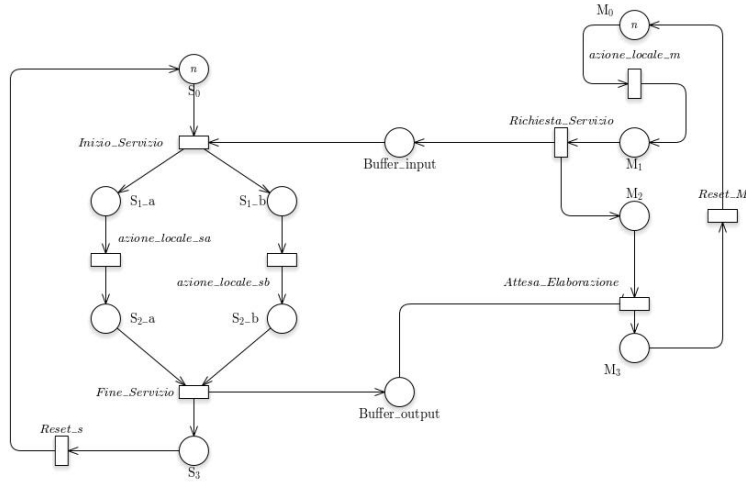 M₀
n
azione_locale_m
n
S₀
Richiesta_Servizio
Inizio_Servizio
Buffer_input
M₁
M₂
Reset_M
S₁_a
S₁_b
azione_locale_sa
azione_locale_sb
Attesa_Elaborazione
S₂_a
S₂_b
M₃
Fine_Servizio
Buffer_output
Reset_s
S₃